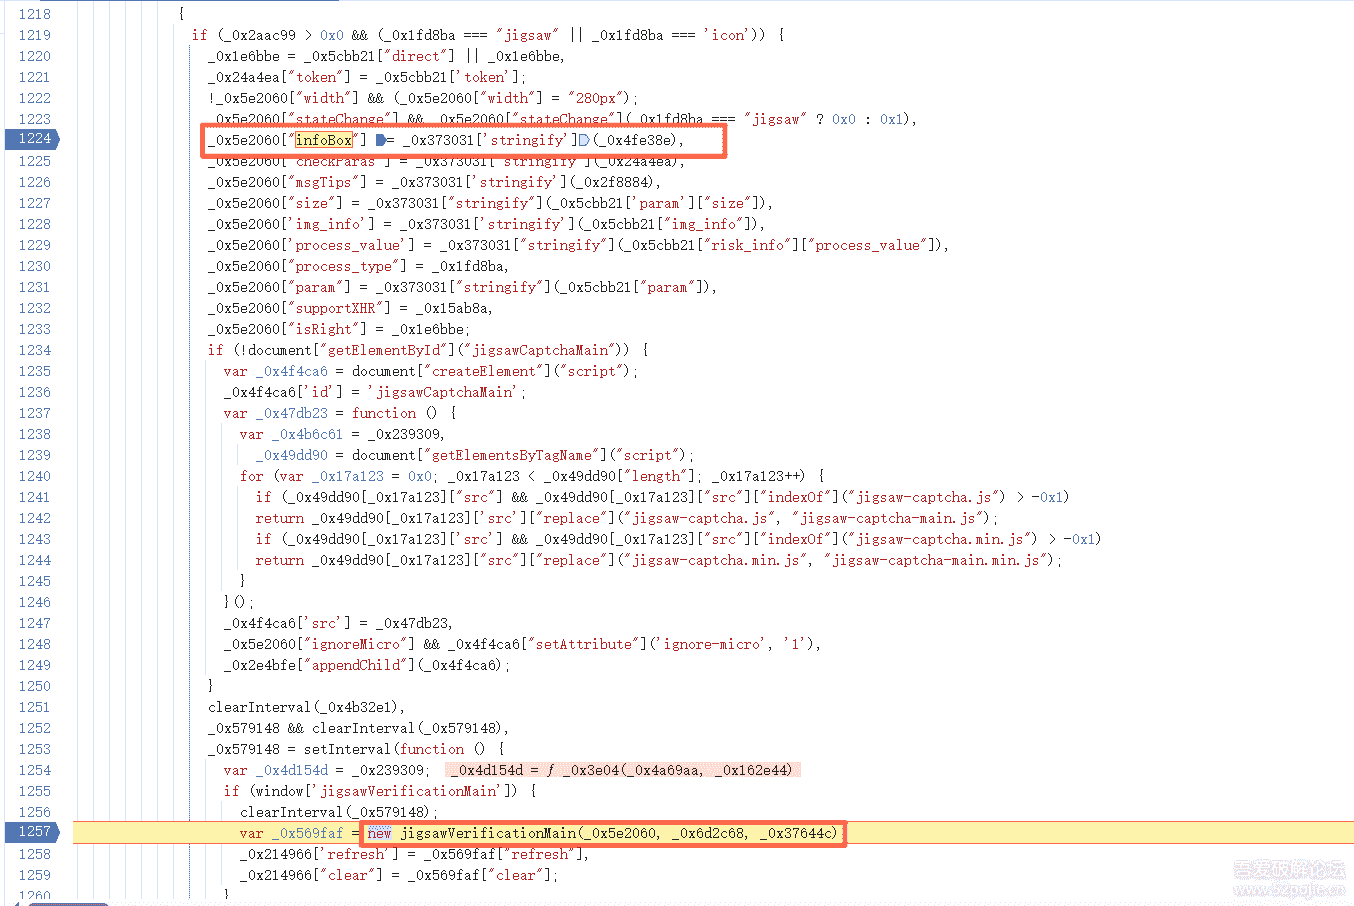 1218 {
1219 if (_0x2aac99 > 0x0 && (_0x1fd8ba === "jigsaw" || _0x1fd8ba === 'icon')) {
1220 _0x1e6bbe = _0x5cbb21["direct"] || _0x1e6bbe,
1221 _0x24a4ea["token"] = _0x5cbb21['token'];
1222 !_0x5e2060["width"] && (_0x5e2060["width"] = "280px");
1223 _0x5e2060["stateChange"] && _0x5e2060["stateChange"](_0x1fd8ba === "jigsaw" ? 0x0 : 0x1),
1224 _0x5e2060["infoBox"] = _0x373031['stringify'](_0x4fe38e),
1225 _0x5e2060['checkParas'] = _0x373031['stringify'](_0x24a4ea),
1226 _0x5e2060["msgTips"] = _0x373031['stringify'](_0x2f8884),
1227 _0x5e2060["size"] = _0x373031["stringify"](_0x5cbb21['param']["size"]),
1228 _0x5e2060['img_info'] = _0x373031['stringify'](_0x5cbb21["img_info"]),
1229 _0x5e2060['process_value'] = _0x373031["stringify"](_0x5cbb21["risk_info"]["process_value"]),
1230 _0x5e2060["process_type"] = _0x1fd8ba,
1231 _0x5e2060["param"] = _0x373031["stringify"](_0x5cbb21["param"]),
1232 _0x5e2060["supportXHR"] = _0x15ab8a,
1233 _0x5e2060["isRight"] = _0x1e6bbe;
1234 if (!document["getElementById"]("jigsawCaptchaMain")) {
1235 var _0x4f4ca6 = document["createElement"]("script");
1236 _0x4f4ca6['id'] = 'jigsawCaptchaMain';
1237 var _0x47db23 = function () {
1238 var _0x4b6c61 = _0x239309,
1239 _0x49dd90 = document["getElementsByTagName"]("script");
1240 for (var _0x17a123 = 0x0; _0x17a123 < _0x49dd90["length"]; _0x17a123++) {
1241 if (_0x49dd90[_0x17a123]["src"] && _0x49dd90[_0x17a123]["src"]["indexOf"]("jigsaw-captcha.js") > -0x1)
1242 return _0x49dd90[_0x17a123]['src']["replace"]("jigsaw-captcha.js", "jigsaw-captcha-main.js");
1243 if (_0x49dd90[_0x17a123]['src'] && _0x49dd90[_0x17a123]["src"]["indexOf"]("jigsaw-captcha.min.js") > -0x1)
1244 return _0x49dd90[_0x17a123]["src"]["replace"]("jigsaw-captcha.min.js", "jigsaw-captcha-main.min.js");
1245 }
1246 }();
1247 _0x4f4ca6['src'] = _0x47db23,
1248 _0x5e2060["ignoreMicro"] && _0x4f4ca6["setAttribute"]('ignore-micro', '1'),
1249 _0x2e4bfe["appendChild"](_0x4f4ca6);
1250 }
1251 clearInterval(_0x4b32e1),
1252 _0x579148 && clearInterval(_0x579148),
1253 _0x579148 = setInterval(function () {
1254 var _0x4d154d = _0x239309; _0x4d154d = ƒ _0x3e04(_0x4a69aa, _0x162e44)
1255 if (window['jigsawVerificationMain']) {
1256 clearInterval(_0x579148);
1257 var _0x569faf = new jigsawVerificationMain(_0x5e2060, _0x6d2c68, _0x37644c)
1258 _0x214966['refresh'] = _0x569faf["refresh"],
1259 _0x214966["clear"] = _0x569faf["clear"];
1260 }
吾爱破解论坛
www.52pojie.cn